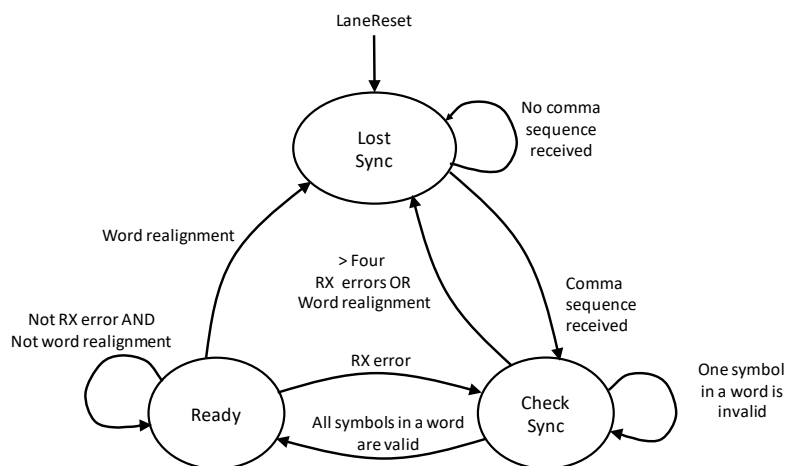 LaneReset
Lost
Sync
No comma
sequence
received
Word realignment
> Four
RX errors OR
Word realignment
Comma
sequence
received
Not RX error AND
Not word realignment
RX error
Ready
All symbols in a word
are valid
Check
Sync
One symbol
in a word is
invalid